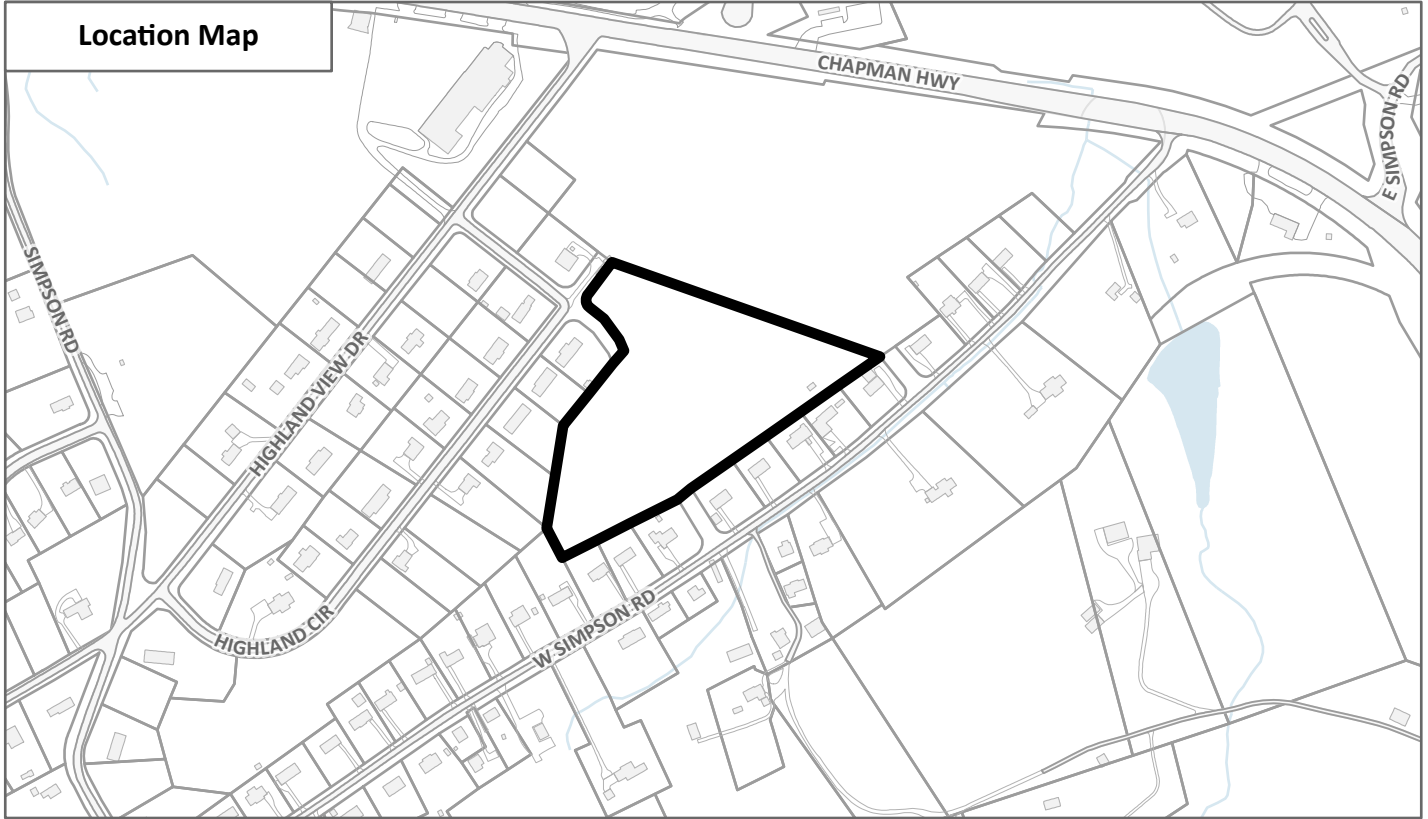 Location Map
CHAPMAN HWY
E SIMPSON RD
SIMPSON RD
HIGHLAND VIEW DR
HIGHLAND CIR
W SIMPSON RD